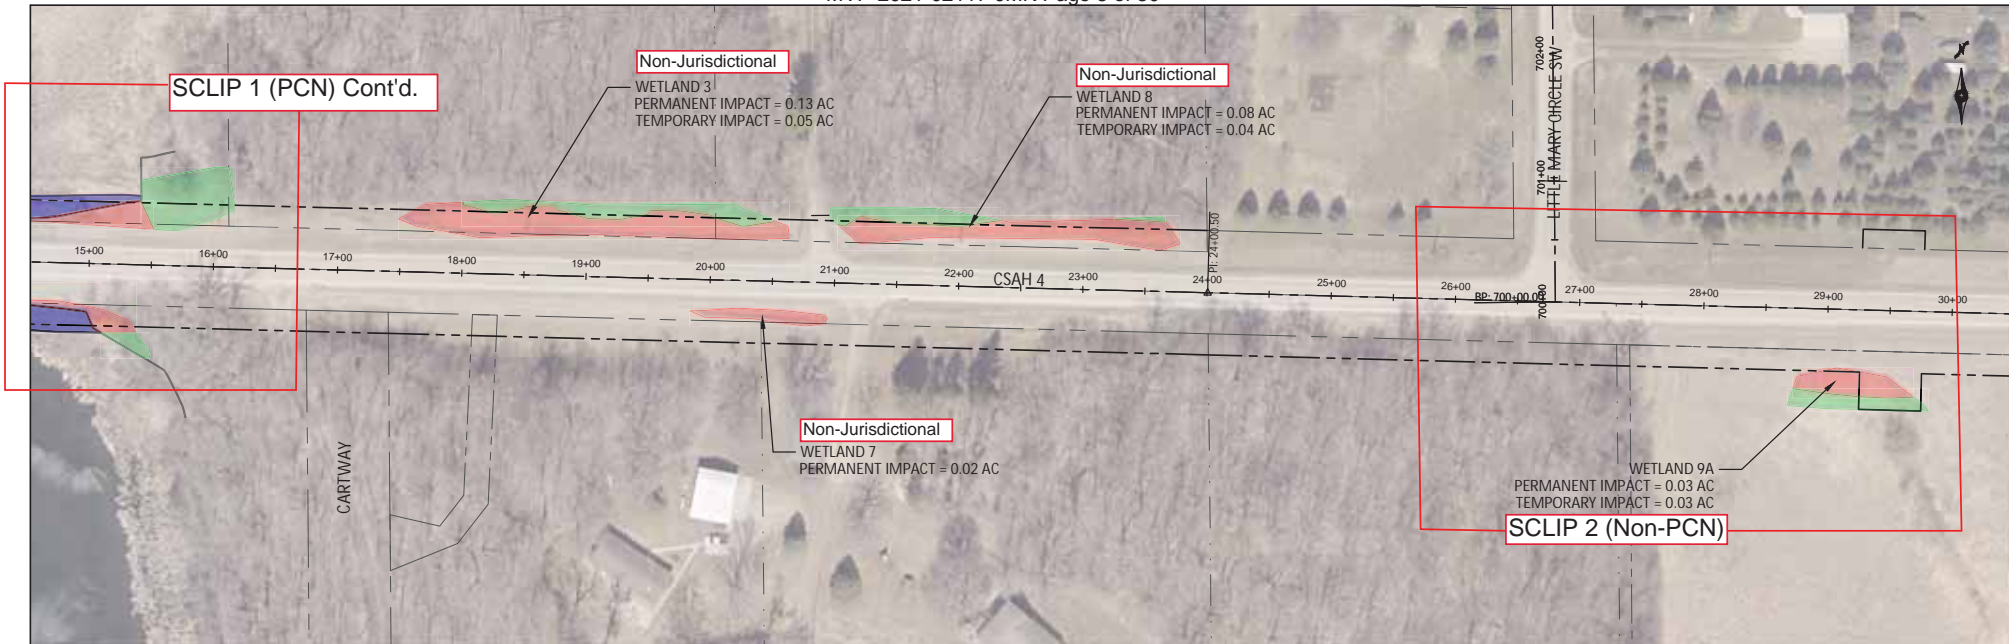 SCLIP 1 (PCN) Cont'd.
Non-Jurisdictional
WETLAND 3
PERMANENT IMPACT = 0.13 AC
TEMPORARY IMPACT = 0.05 AC
Non-Jurisdictional
WETLAND 8
PERMANENT IMPACT = 0.08 AC
TEMPORARY IMPACT = 0.04 AC
702+00
701+00
LITTLE MARY CIRCLE SW
PI: 24+00.50
15+00
16+00
17+00
18+00
19+00
20+00
21+00
22+00
23+00
24+00
25+00
26+00
27+00
28+00
29+00
30+00
CSAH 4
BP: 700+00.00
700+00
CARTWAY
Non-Jurisdictional
WETLAND 7
PERMANENT IMPACT = 0.02 AC
WETLAND 9A
PERMANENT IMPACT = 0.03 AC
TEMPORARY IMPACT = 0.03 AC
SCLIP 2 (Non-PCN)